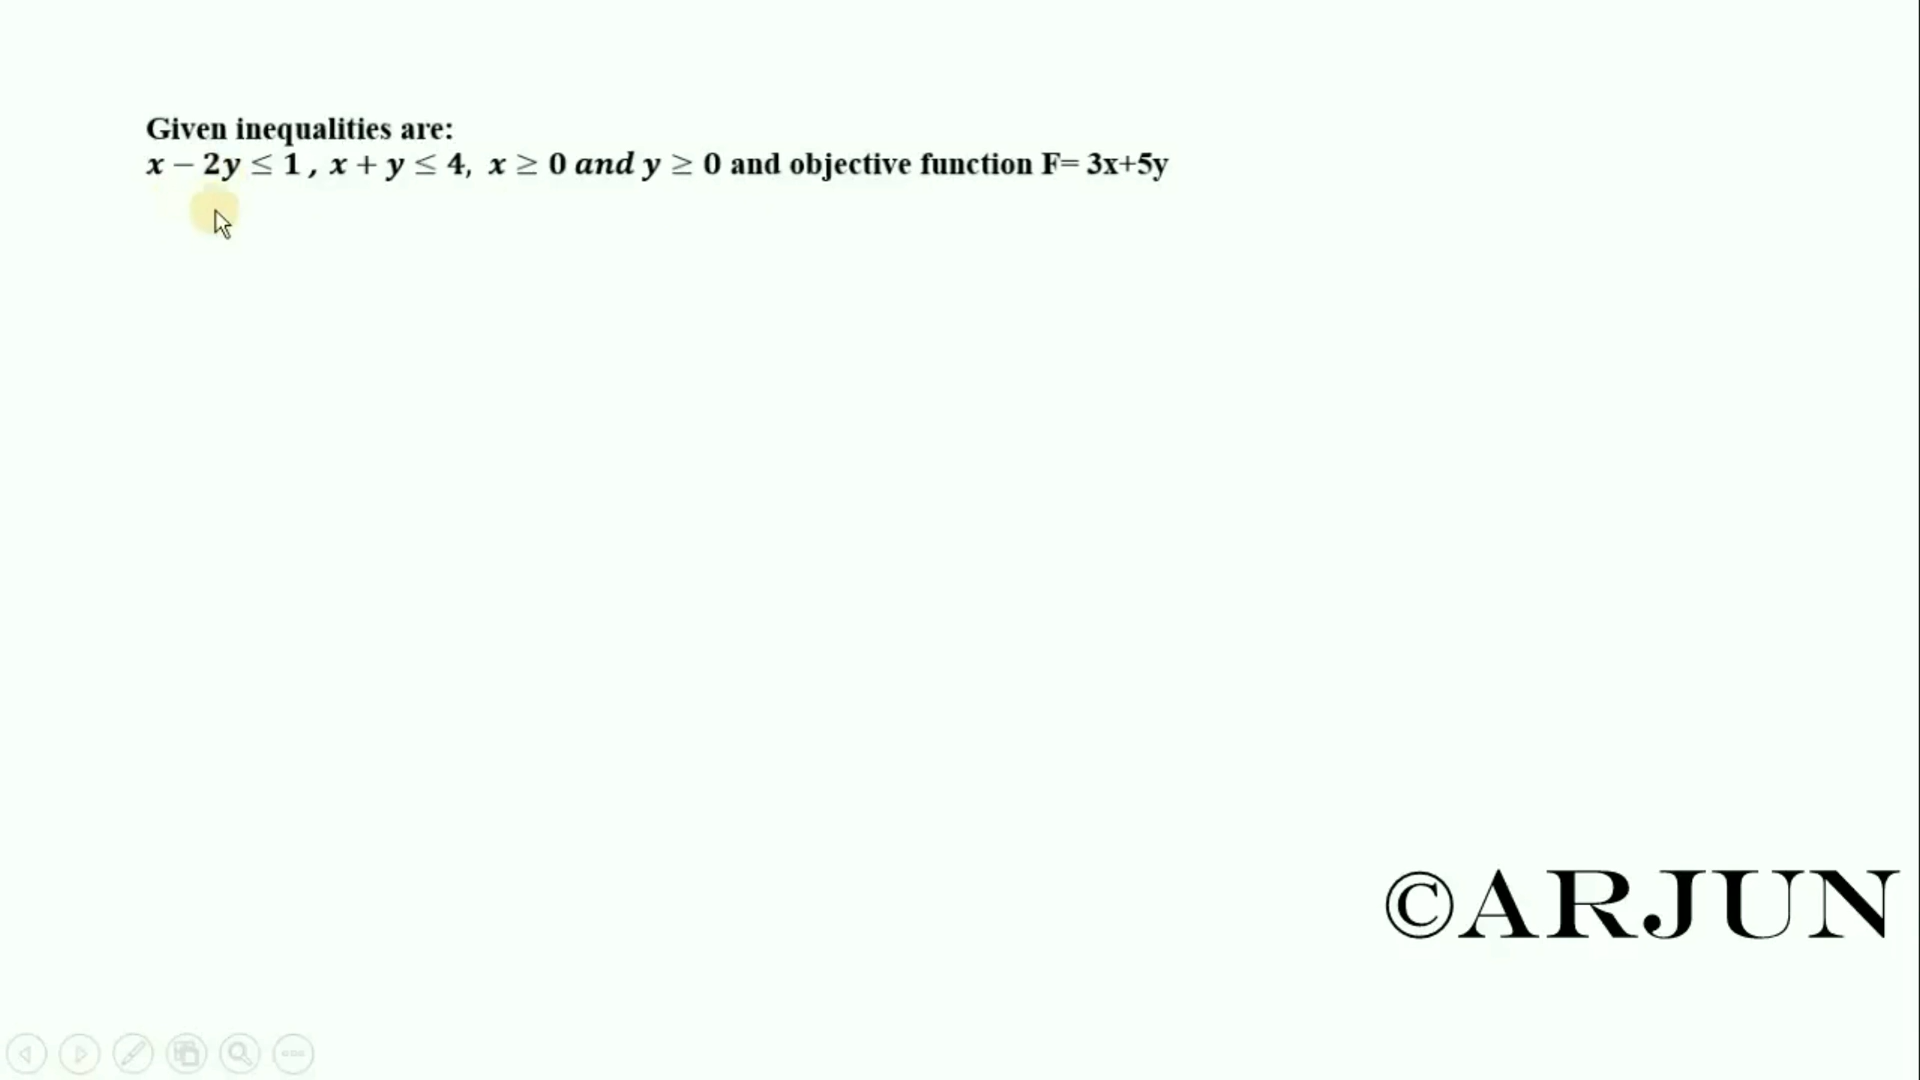 Given inequalities are:
x − 2y ≤ 1 , x + y ≤ 4, x ≥ 0 and y ≥ 0 and objective function F= 3x+5y
©ARJUN